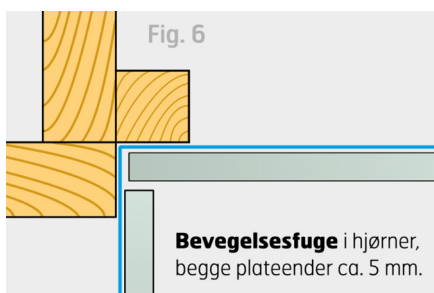 Fig. 6
Bevegelsesfuge i hjørner,
begge plateender ca. 5 mm.